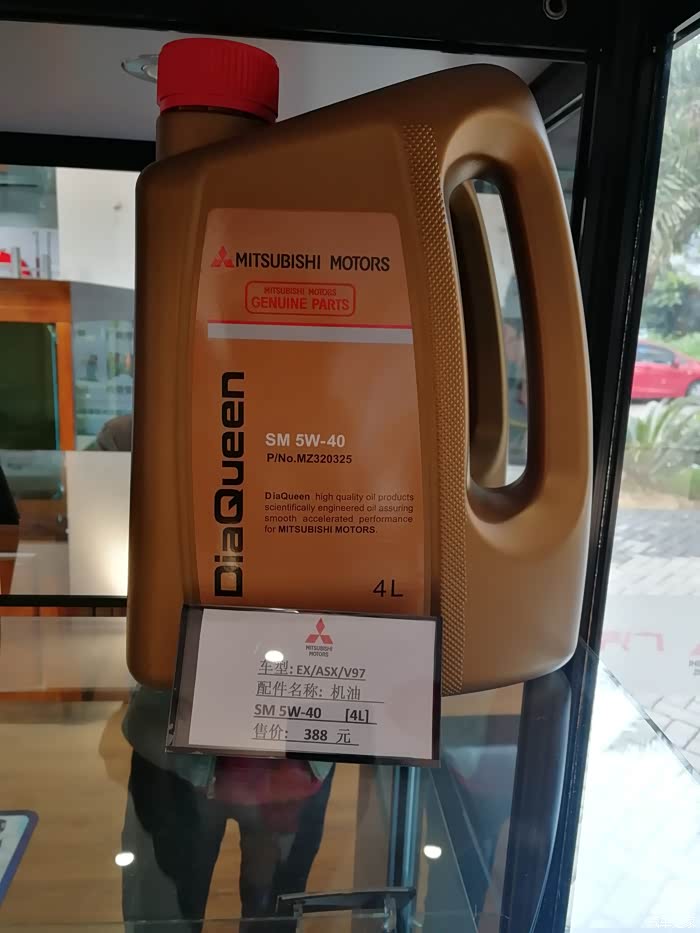 MITSUBISHI MOTORS
MITSUBISHI MOTORS
GENUINE PARTS
DiaQueen
SM 5W-40
P/No.MZ320325
DiaQueen high quality oil products
scientifically engineered oil assuring
smooth accelerated performance
for MITSUBISHI MOTORS.
4L
MITSUBISHI
MOTORS
车型: EX/ASX/V97
配件名称: 机油
SM 5W-40 [4L]
售价: 388 元